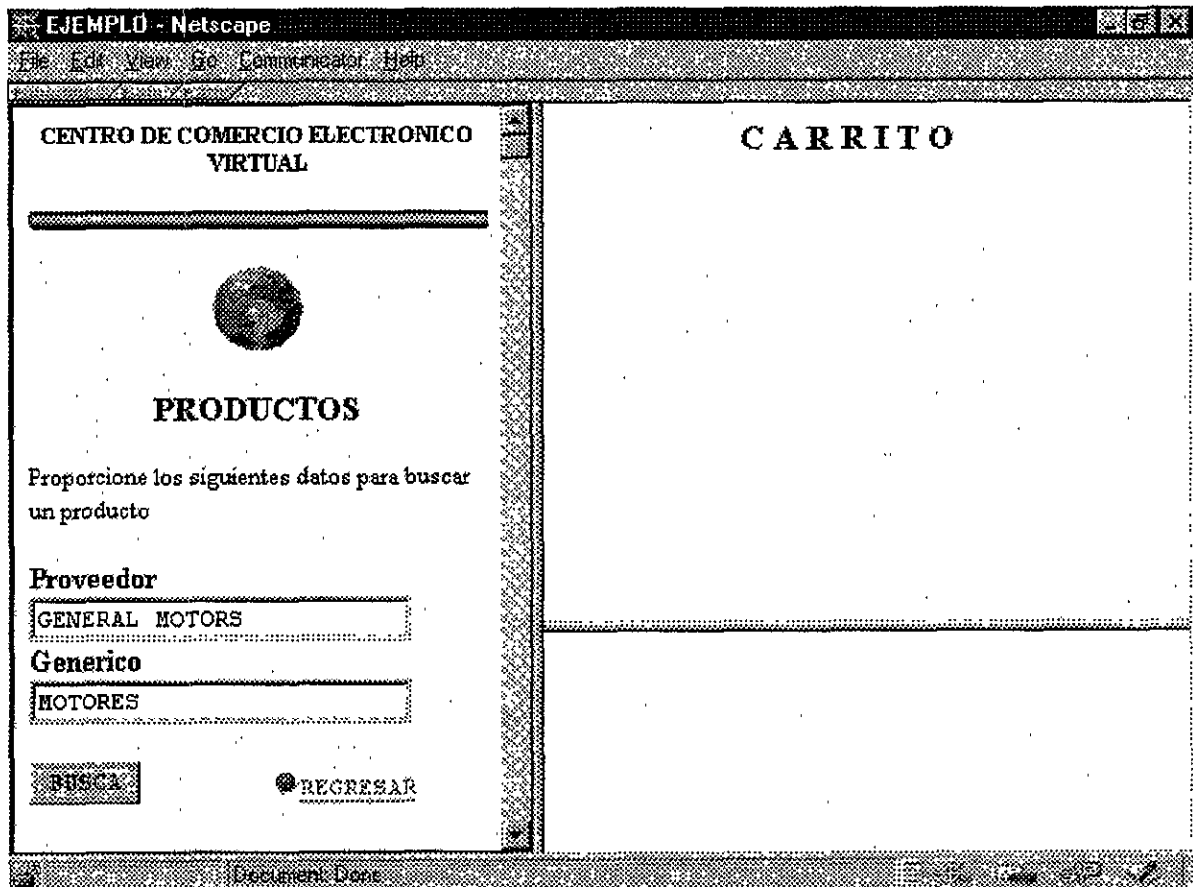 EJEMPLO - Netscape
File Edit View Go Communicator Help
CENTRO DE COMERCIO ELECTRONICO
VIRTUAL
PRODUCTOS
Proporcione los siguientes datos para buscar
un producto
Proveedor
GENERAL MOTORS
Generico
MOTORES
BUSCA
REGRESAR
CARRITO
Document: Done